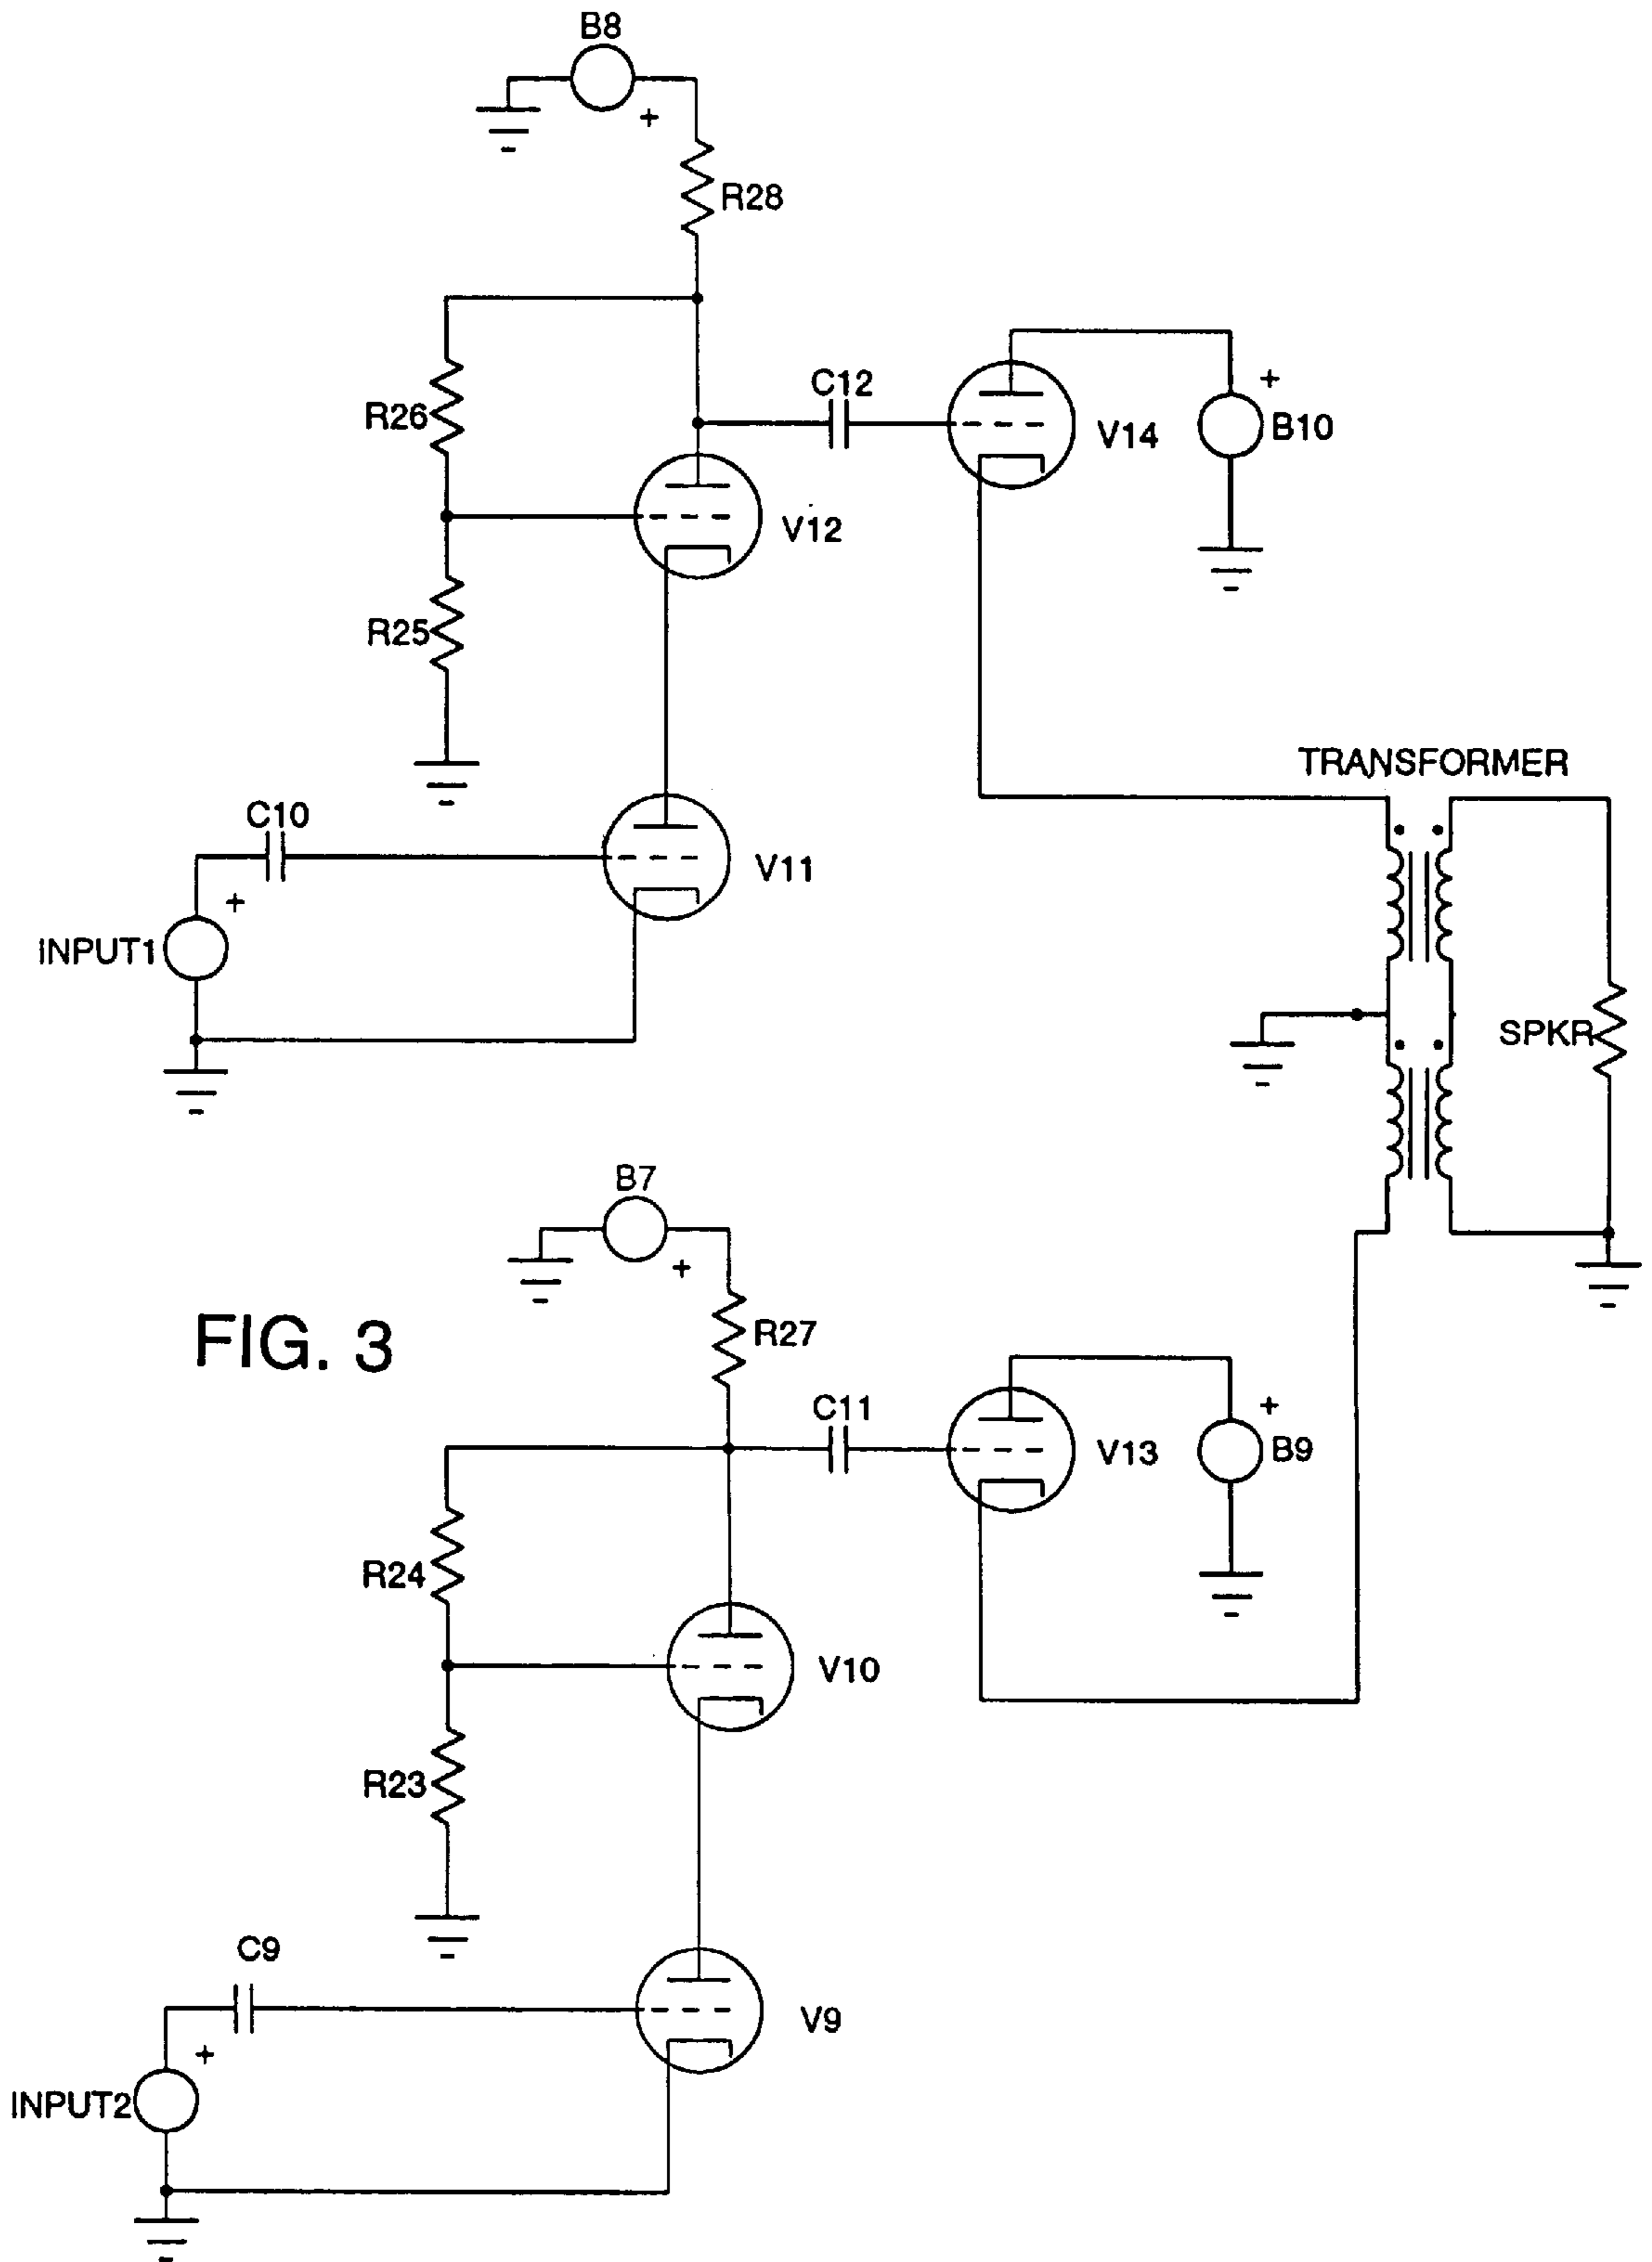 B8
+
R28
C12
+
R26
V14
B10
V12
R25
TRANSFORMER
C10
V11
+
INPUT1
SPKR
B7
+
R27
FIG. 3
C11
+
V13
B9
R24
V10
R23
C9
V9
+
INPUT2